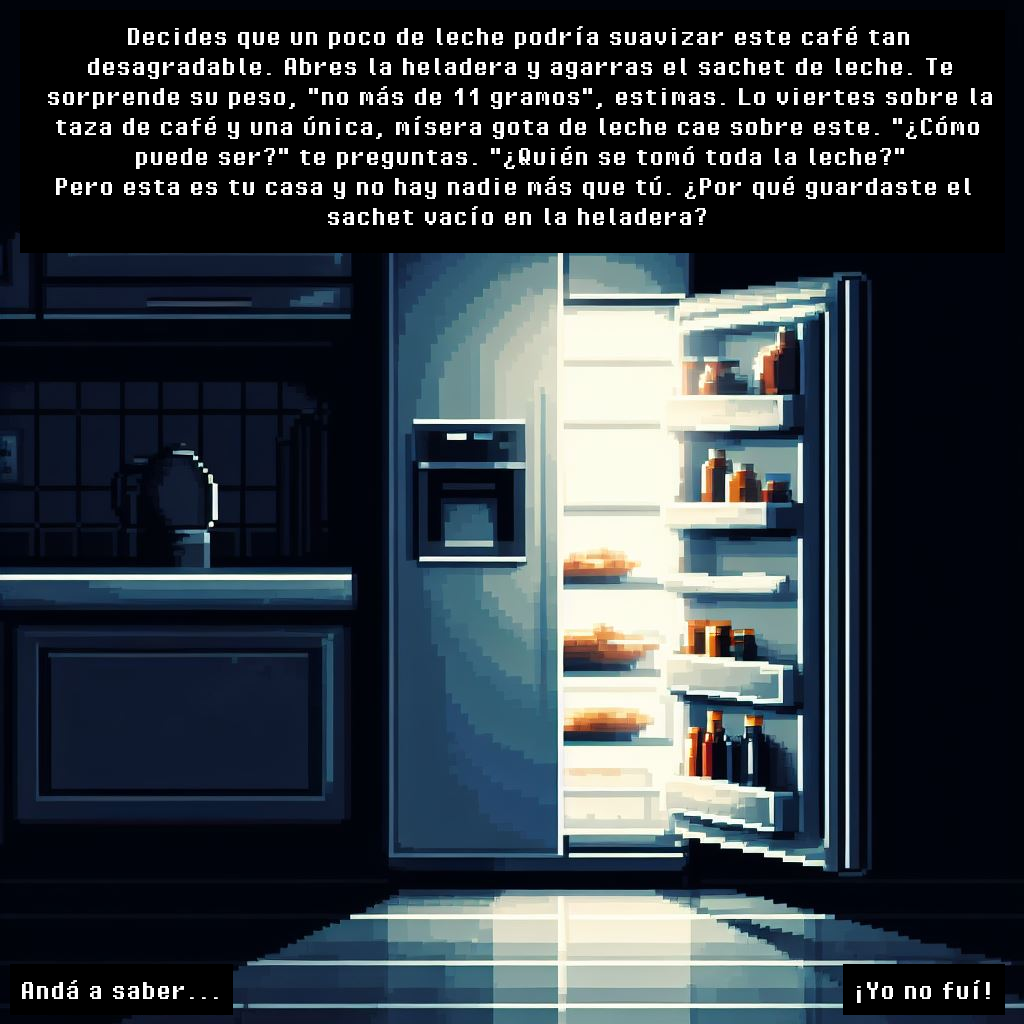 Decides que un poco de leche podría suavizar este café tan
desagradable. Abres la heladera y agarras el sachet de leche. Te
sorprende su peso, "no más de 11 gramos", estimas. Lo viertes sobre la
taza de café y una única, mísera gota de leche cae sobre este. "¿Cómo
puede ser?" te preguntas. "¿Quién se tomó toda la leche?"
Pero esta es tu casa y no hay nadie más que tú. ¿Por qué guardaste el
sachet vacío en la heladera?
Andá a saber...
¡Yo no fuí!